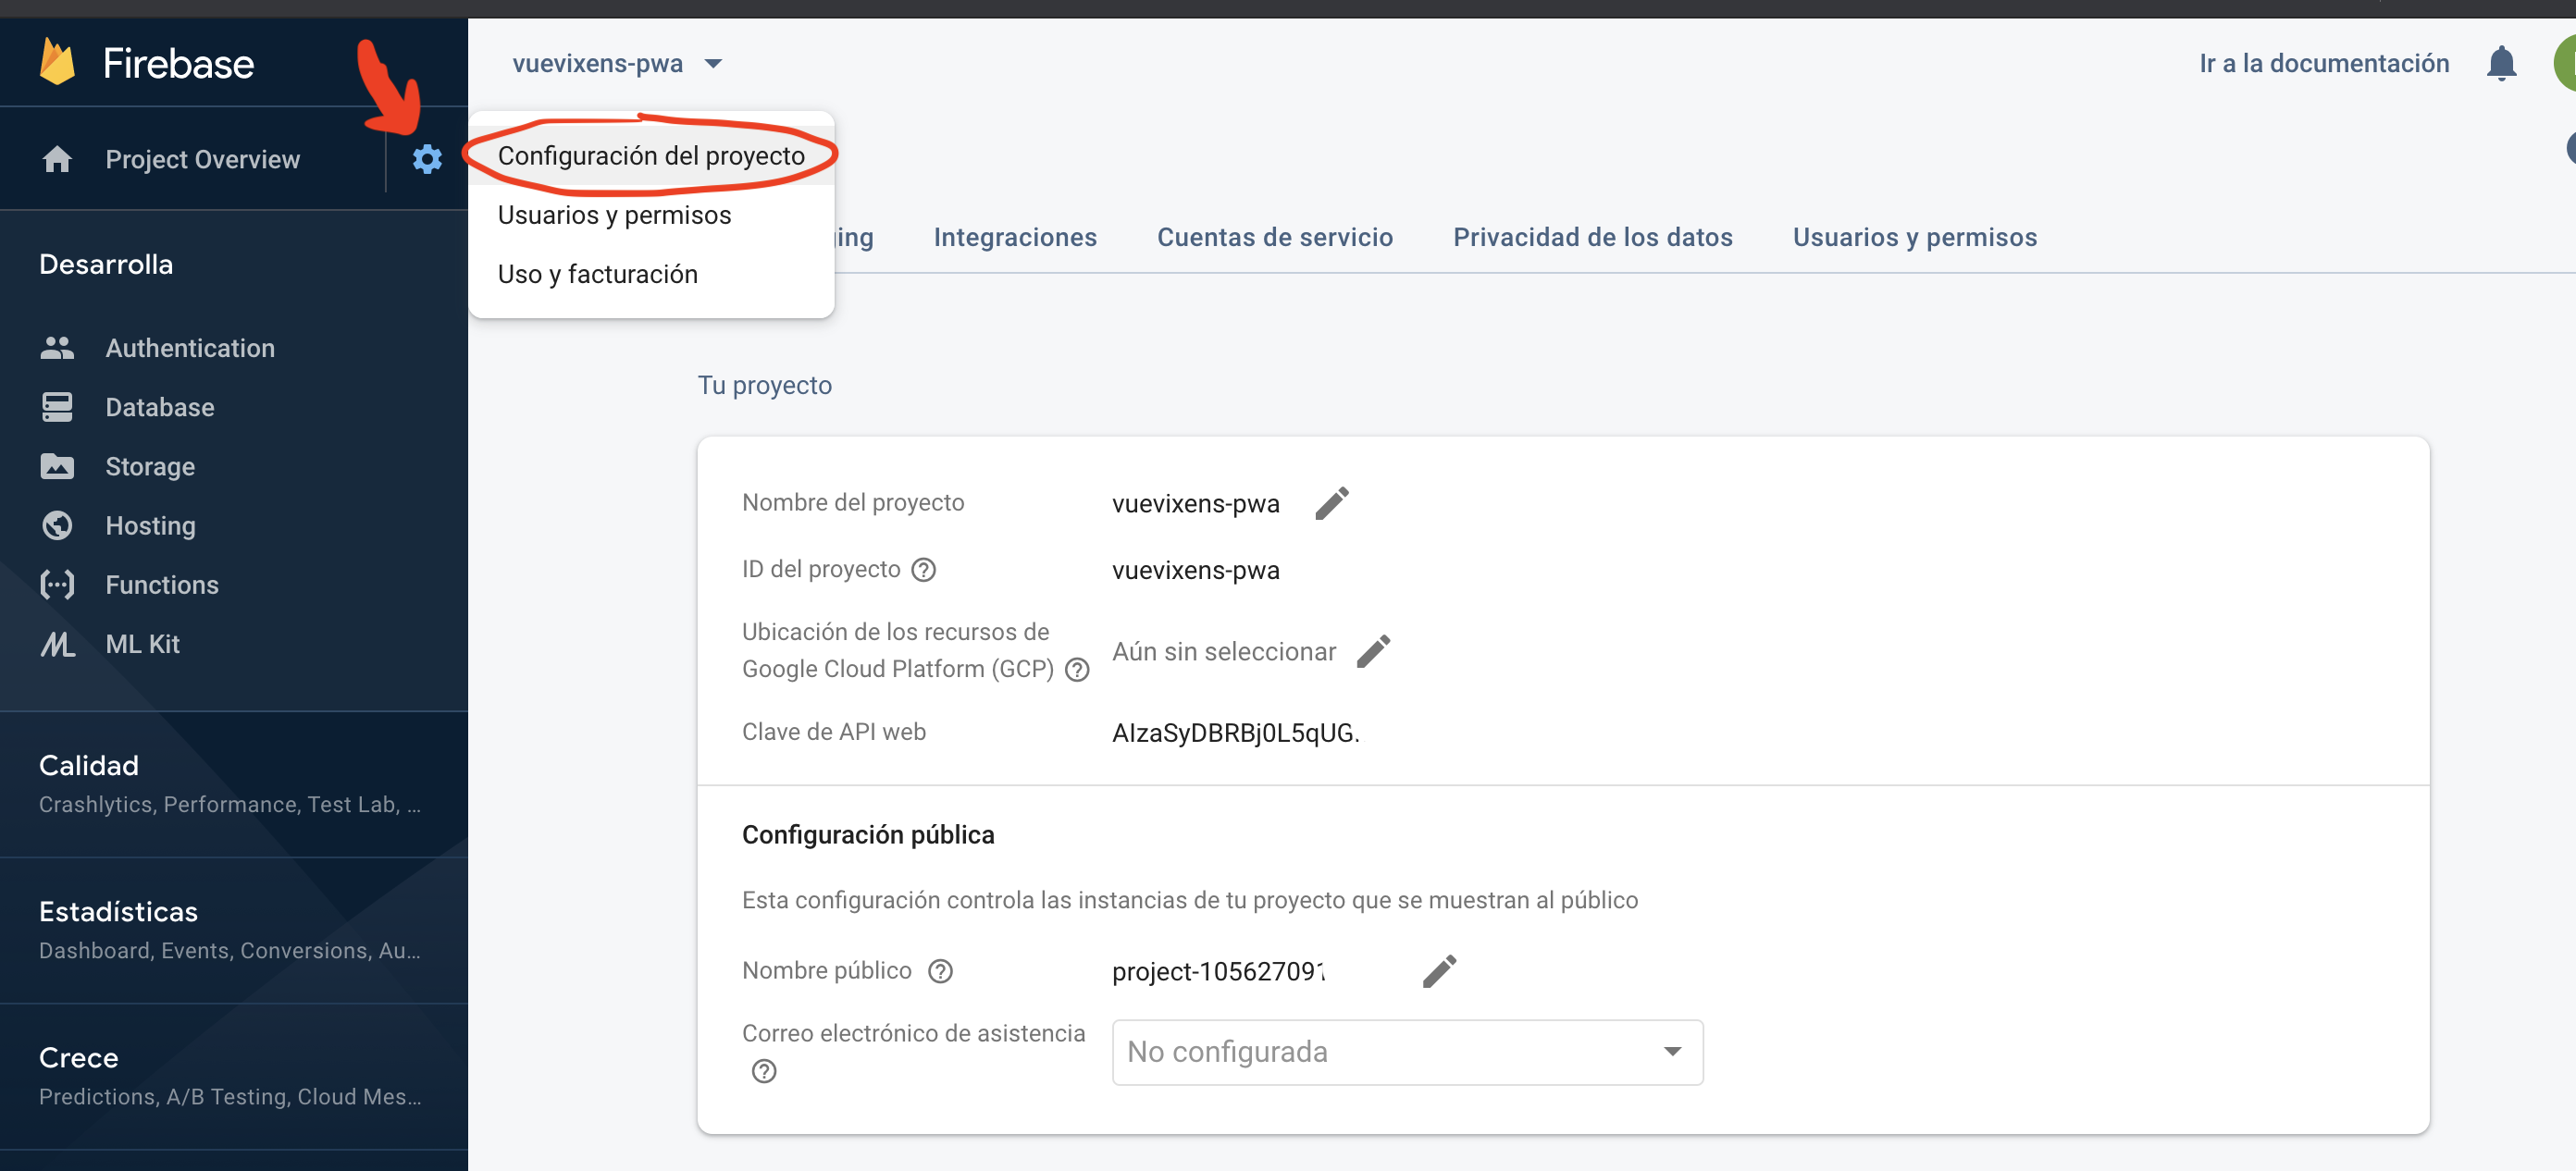 Firebase
vuevixens-pwa
Ir a la documentación
Project Overview
Configuración del proyecto
Usuarios y permisos
Uso y facturación
Integraciones
Cuentas de servicio
Privacidad de los datos
Usuarios y permisos
Desarrolla
Authentication
Database
Storage
Hosting
Functions
ML Kit
Calidad
Crashlytics, Performance, Test Lab, ...
Estadísticas
Dashboard, Events, Conversions, Au...
Crece
Predictions, A/B Testing, Cloud Mes...
Tu proyecto
Nombre del proyecto
vuevixens-pwa
ID del proyecto
vuevixens-pwa
Ubicación de los recursos de
Google Cloud Platform (GCP)
Aún sin seleccionar
Clave de API web
AIzaSyDBRBj0L5qUG.
Configuración pública
Esta configuración controla las instancias de tu proyecto que se muestran al público
Nombre público
project-105627091
Correo electrónico de asistencia
No configurada